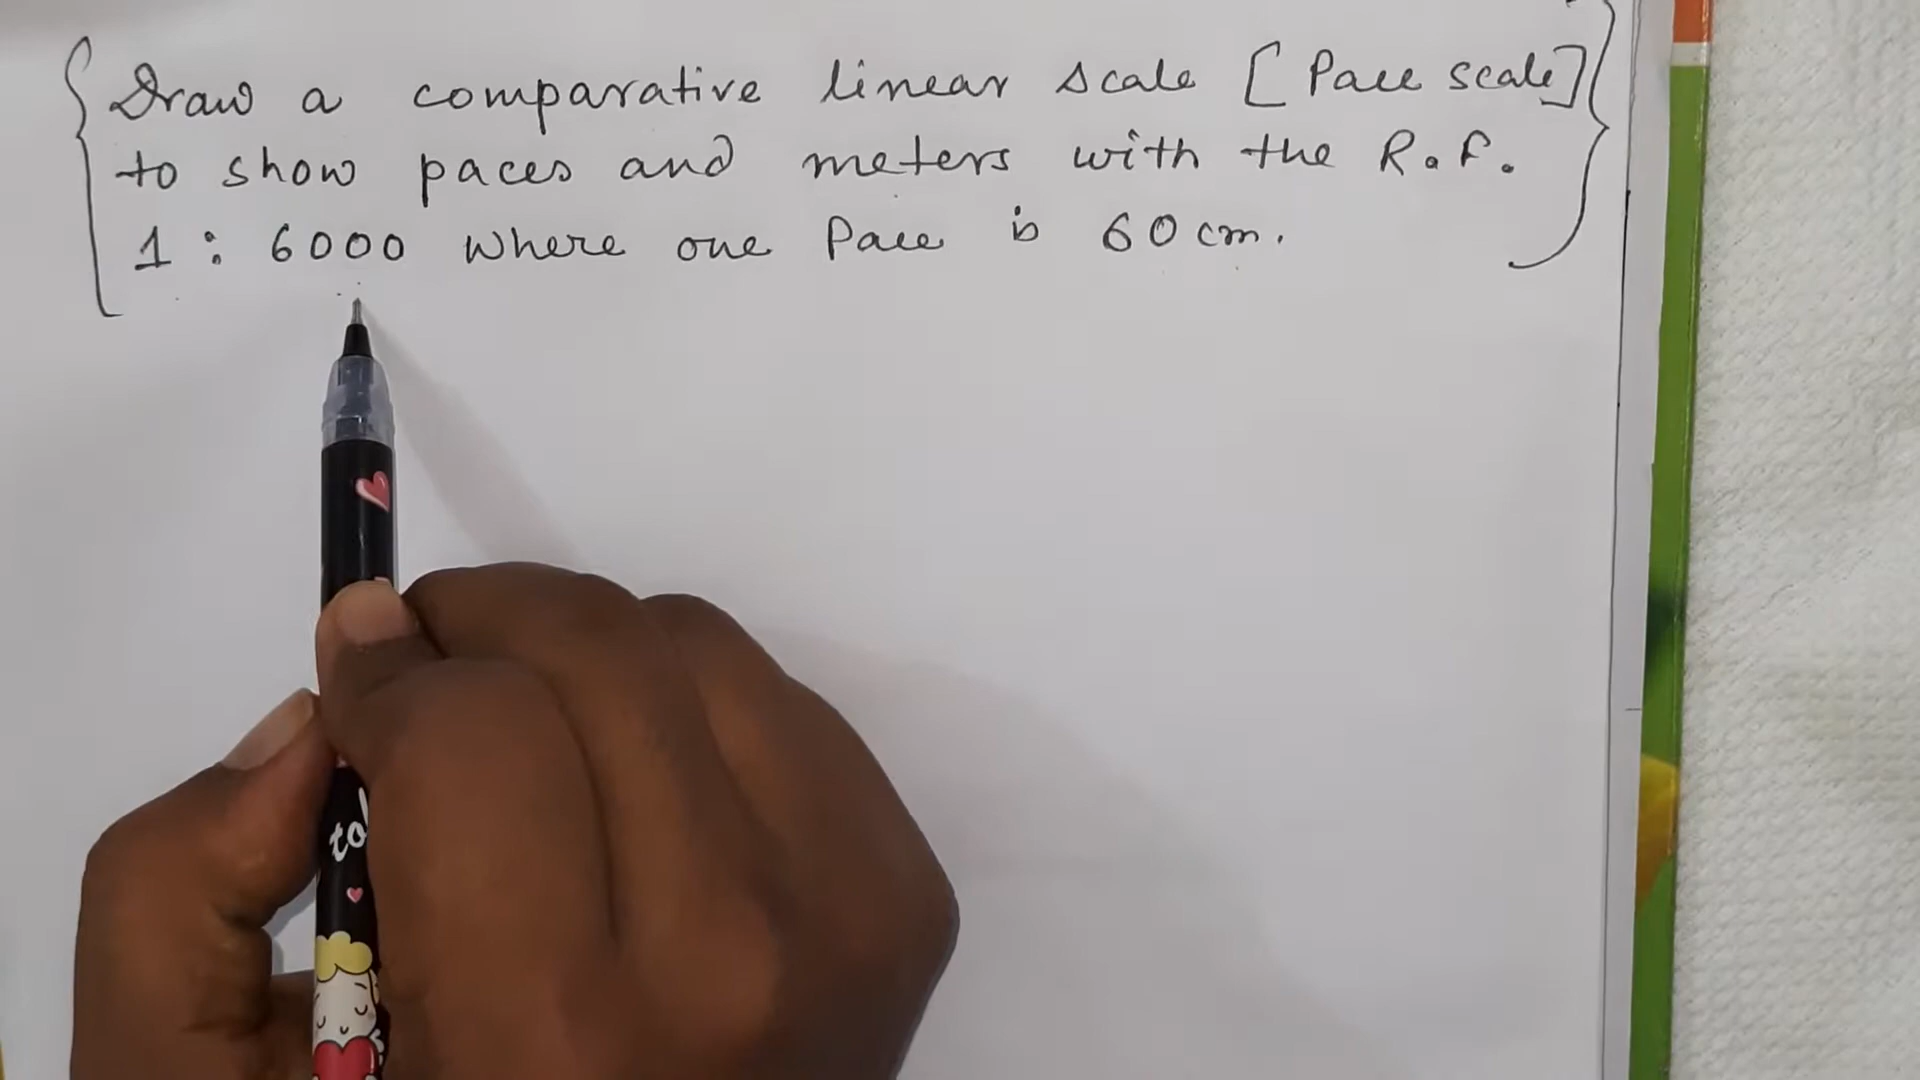 Draw a comparative linear scale [Pace scale]
to show paces and meters with the R.F.
1 : 6000 where one Pace is 60 cm.
to